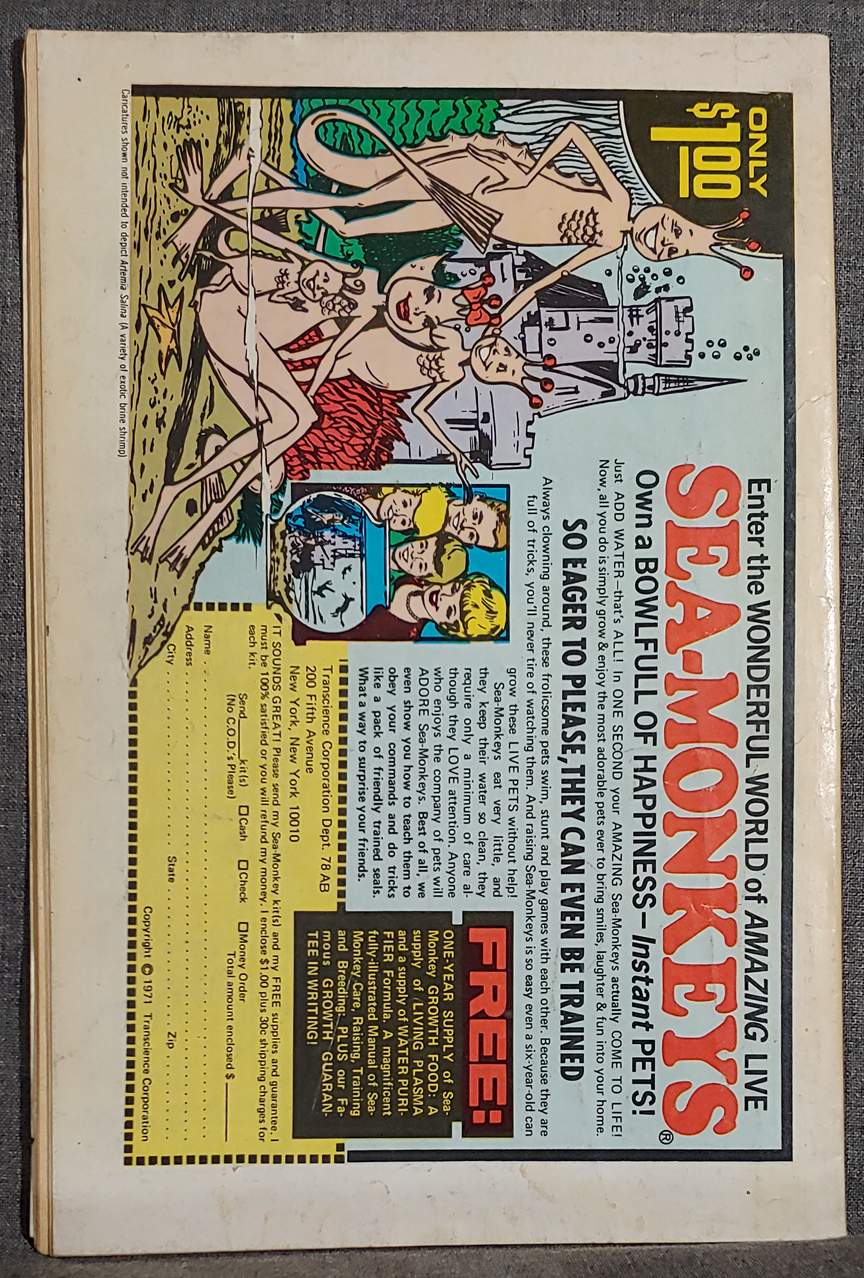 ONLY
$1.00
Enter the WONDERFUL WORLD of AMAZING LIVE
SEA-MONKEYS®
Own a BOWLFULL OF HAPPINESS—Instant PETS!
Just ADD WATER—that's ALL! In ONE SECOND your AMAZING Sea-Monkeys actually COME TO LIFE!
Now, all you do is simply grow & enjoy the most adorable pets ever to bring smiles, laughter & fun into your home.
SO EAGER TO PLEASE, THEY CAN EVEN BE TRAINED
Always clowning around, these frolicsome pets swim, stunt and play games with each other. Because they are
full of tricks, you'll never tire of watching them. And raising Sea-Monkeys is so easy even a six-year-old can
grow these LIVE PETS without help!
Sea-Monkeys eat very little, and
they keep their water so clean, they
require only a minimum of care al-
though they LOVE attention. Anyone
who enjoys the company of pets will
ADORE Sea-Monkeys. Best of all, we
even show you how to teach them to
obey your commands and do tricks
like a pack of friendly trained seals.
What a way to surprise your friends.
FREE:
ONE-YEAR SUPPLY of Sea-
Monkey GROWTH FOOD: A
supply of /LIVING PLASMA
and a supply of WATER PURI-
FIER Formula, A magnificent
fully-illustrated Manual of Sea-
Monkey Care, Raising, Training
and Breeding: PLUS our Fa-
mous GROWTH GUARAN-
TEE IN WRITING!
Transcience Corporation Dept. 78 AB
200 Fifth Avenue
New York, New York 10010
IT SOUNDS GREAT! Please send my Sea-Monkey kit(s) and my FREE supplies and guarantee. I
must be 100% satisfied or you will refund my money. I enclose $1.00 plus 30c shipping charges for
each kit.
Send___kit(s) ☐Cash ☐Check ☐Money Order
(No C.O.D.'s Please) Total amount enclosed $______
Name
Address
City State Zip
Copyright © 1971 Transcience Corporation
Caricatures shown not intended to depict Artemia Salina (A variety of exotic brine shrimp)